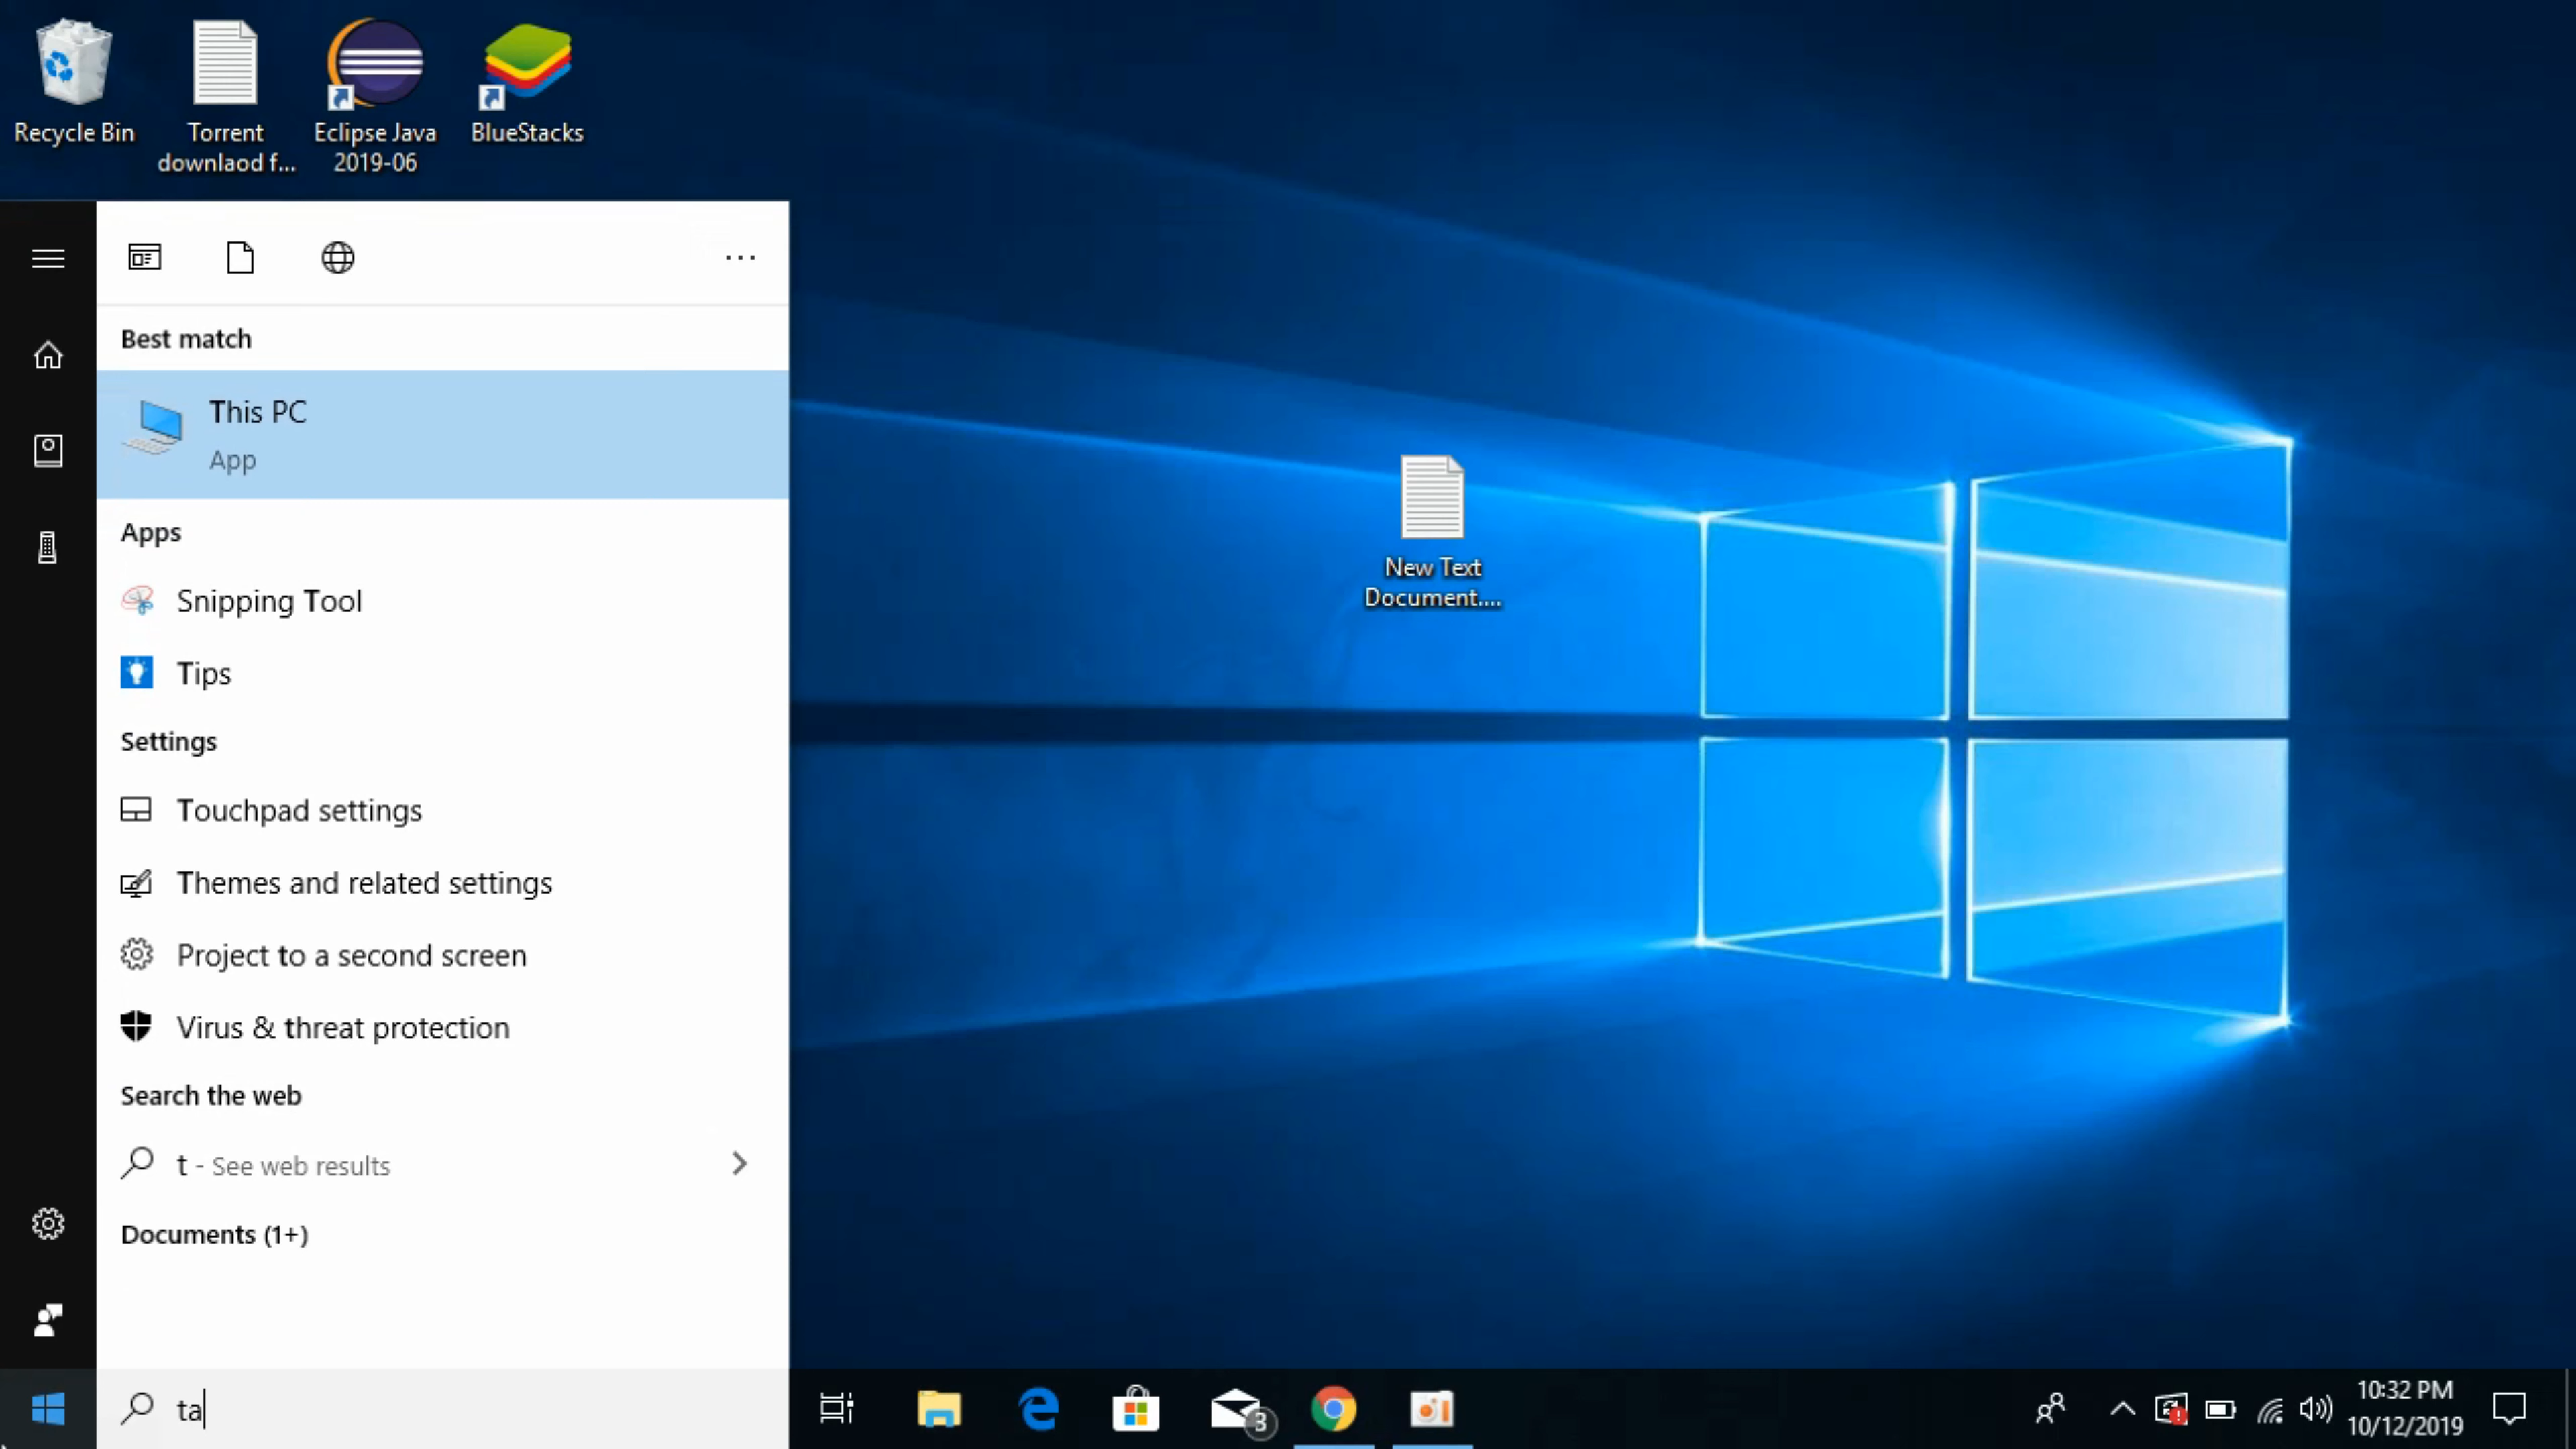 Recycle Bin
Torrent
downlaod f...
Eclipse Java
2019-06
BlueStacks
Best match
This PC
App
Apps
Snipping Tool
Tips
Settings
Touchpad settings
Themes and related settings
Project to a second screen
Virus & threat protection
Search the web
t - See web results
Documents (1+)
New Text
Document....
ta
3
10:32 PM
10/12/2019